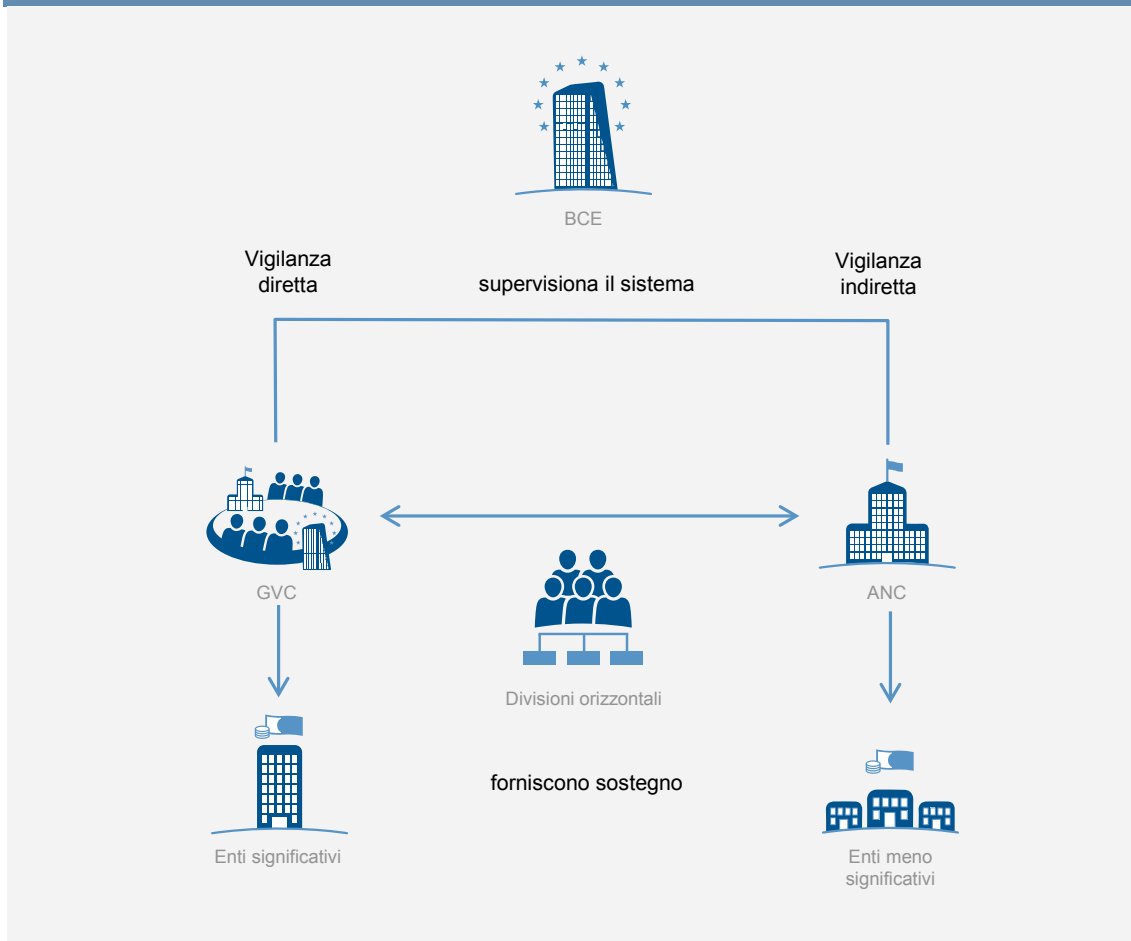 BCE
Vigilanza
diretta
supervisiona il sistema
Vigilanza
indiretta
GVC
ANC
Divisioni orizzontali
forniscono sostegno
Enti significativi
Enti meno
significativi